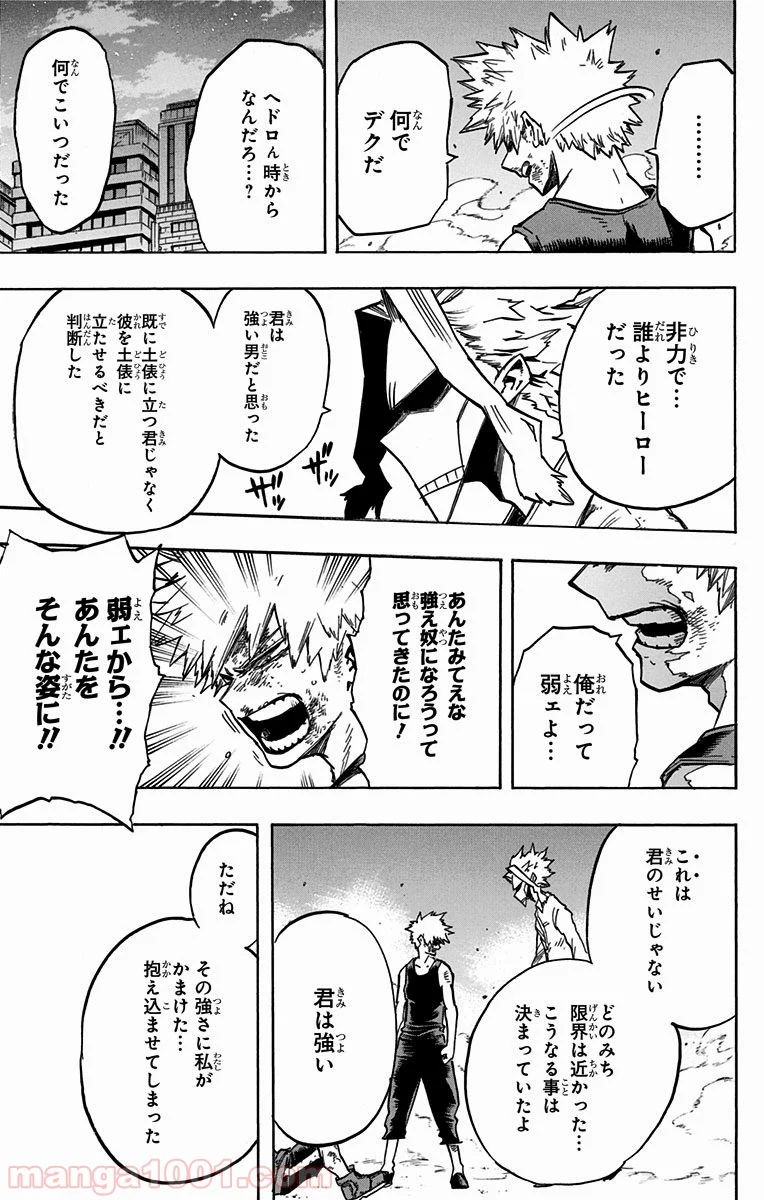 ………
何で
デクだ
ヘドロん時から
なんだろ…?
何でこいつだった
非力で…
誰よりヒーロー
だった
君は
強い男だと思った
既に土俵に立つ君じゃなく
彼を土俵に
立たせるべきだと
判断した
ザッ
ザッ
俺だって
弱ェよ…
あんたみてえな
強え奴になろうって
思ってきたのに!
弱ェから…!!
あんたを
そんな姿に!!
これは
君のせいじゃない
どのみち
限界は近かった…
こうなる事は
決まっていたよ
君は強い
ただね
その強さに私が
かまけた…
抱え込ませてしまった
manga1001.com